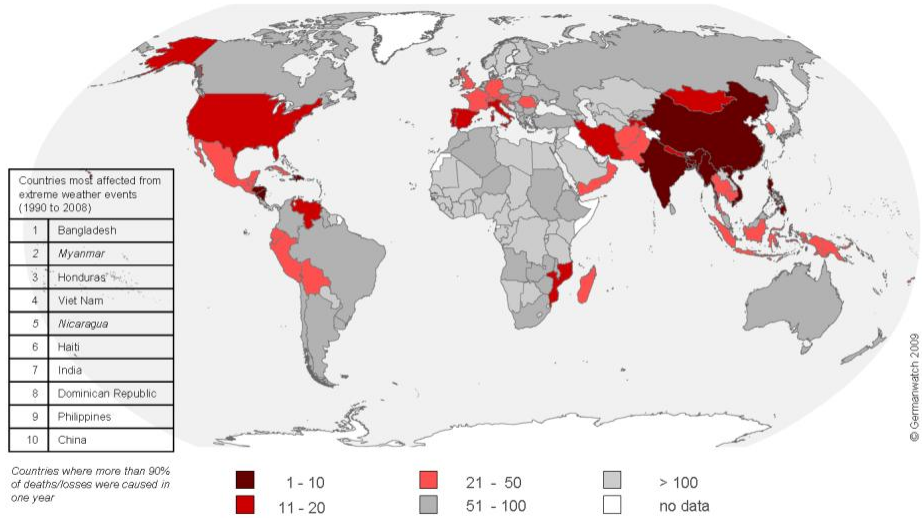 Countries most affected from
extreme weather events
(1990 to 2008)
1 Bangladesh
2 Myanmar
3 Honduras
4 Viet Nam
5 Nicaragua
6 Haiti
7 India
8 Dominican Republic
9 Philippines
10 China
Countries where more than 90%
of deaths/losses were caused in
one year
1 - 10
11 - 20
21 - 50
51 - 100
> 100
no data
© Germanwatch 2009